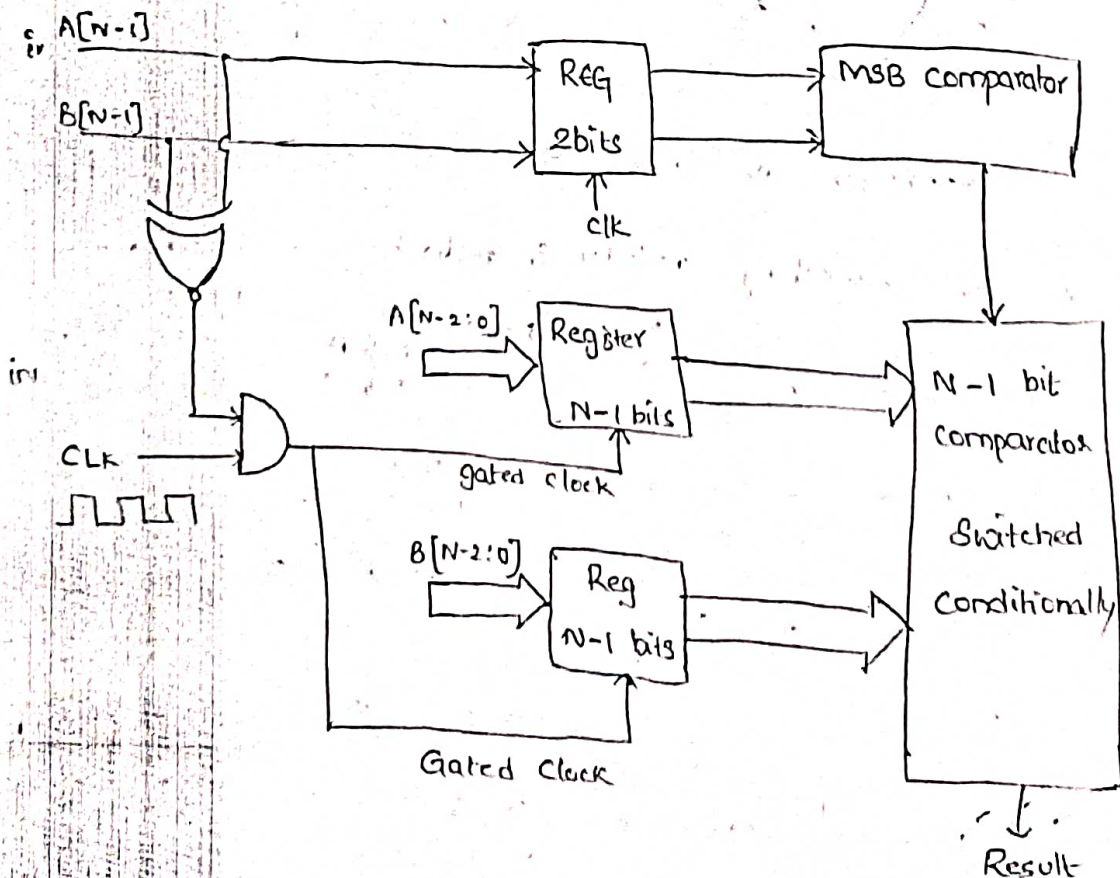 A[N-1]
B[N-1]
REG
2bits
MSB comparator
clk
A[N-2:0]
Register
N-1 bits
N-1 bit
comparator
Switched
Conditionally
CLK
gated clock
B[N-2:0]
Reg
N-1 bits
Gated Clock
Result